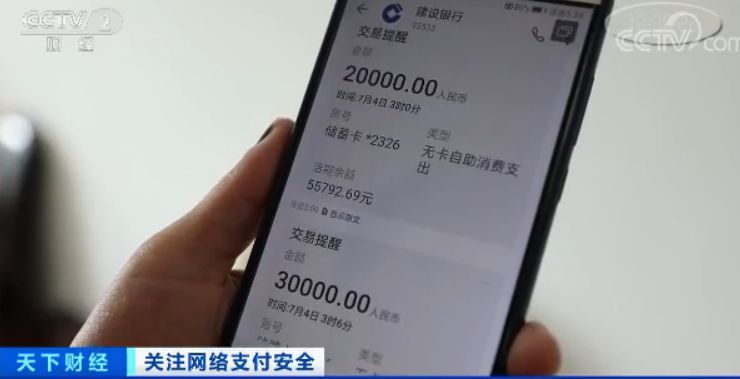 CCTV 2
财经
CCTV.com
建设银行
95533
交易提醒
金额
20000.00人民币
时间:7月4日 3时0分
账号
类型
储蓄卡 *2326
无卡自助消费支出
活期余额
55792.69元
显示原文
交易提醒
金额
30000.00人民币
时间:7月4日 3时6分
账号
类型
天下财经
关注网络支付安全